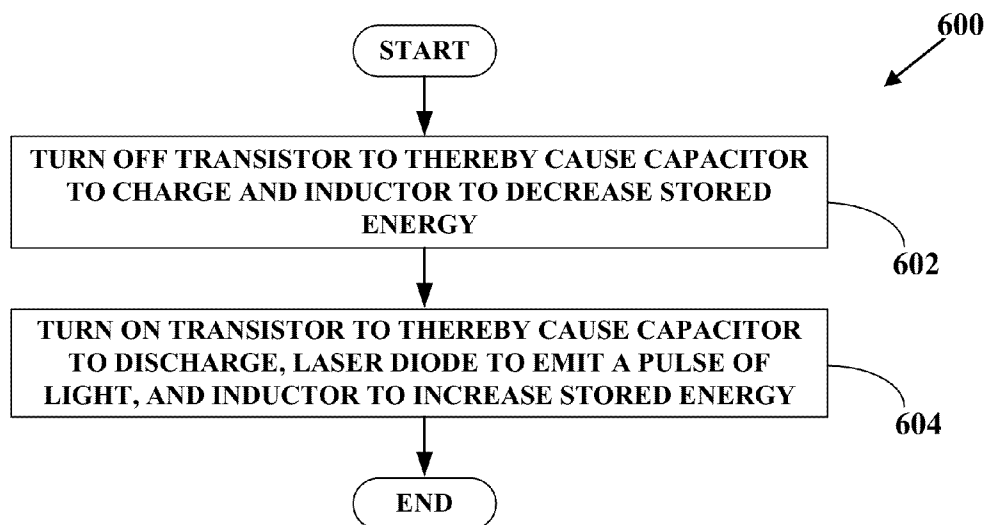 START
600
TURN OFF TRANSISTOR TO THEREBY CAUSE CAPACITOR
TO CHARGE AND INDUCTOR TO DECREASE STORED
ENERGY
602
TURN ON TRANSISTOR TO THEREBY CAUSE CAPACITOR
TO DISCHARGE, LASER DIODE TO EMIT A PULSE OF
LIGHT, AND INDUCTOR TO INCREASE STORED ENERGY
604
END